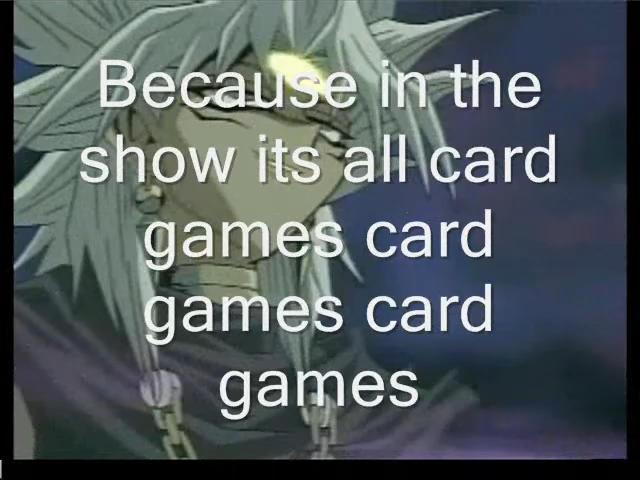 Because in the
show its all card
games card
games card
games